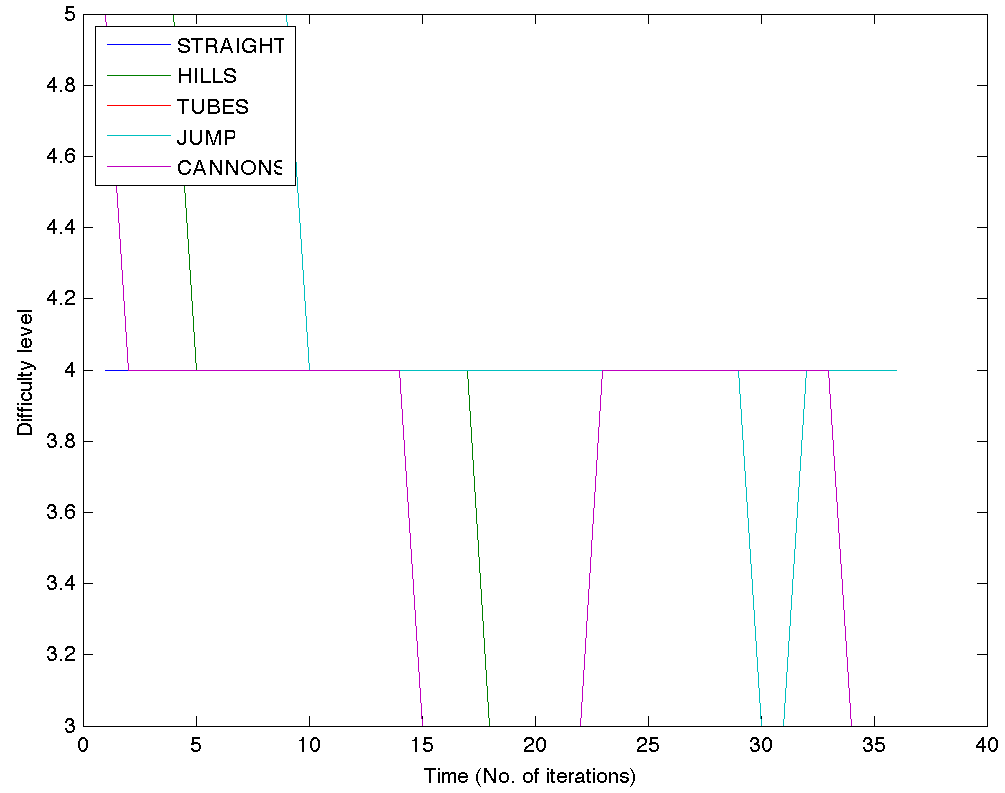 5
4.8
4.6
4.4
4.2
4
3.8
3.6
3.4
3.2
3
Difficulty level
STRAIGHT
HILLS
TUBES
JUMP
CANNONS
0 5 10 15 20 25 30 35 40
Time (No. of iterations)